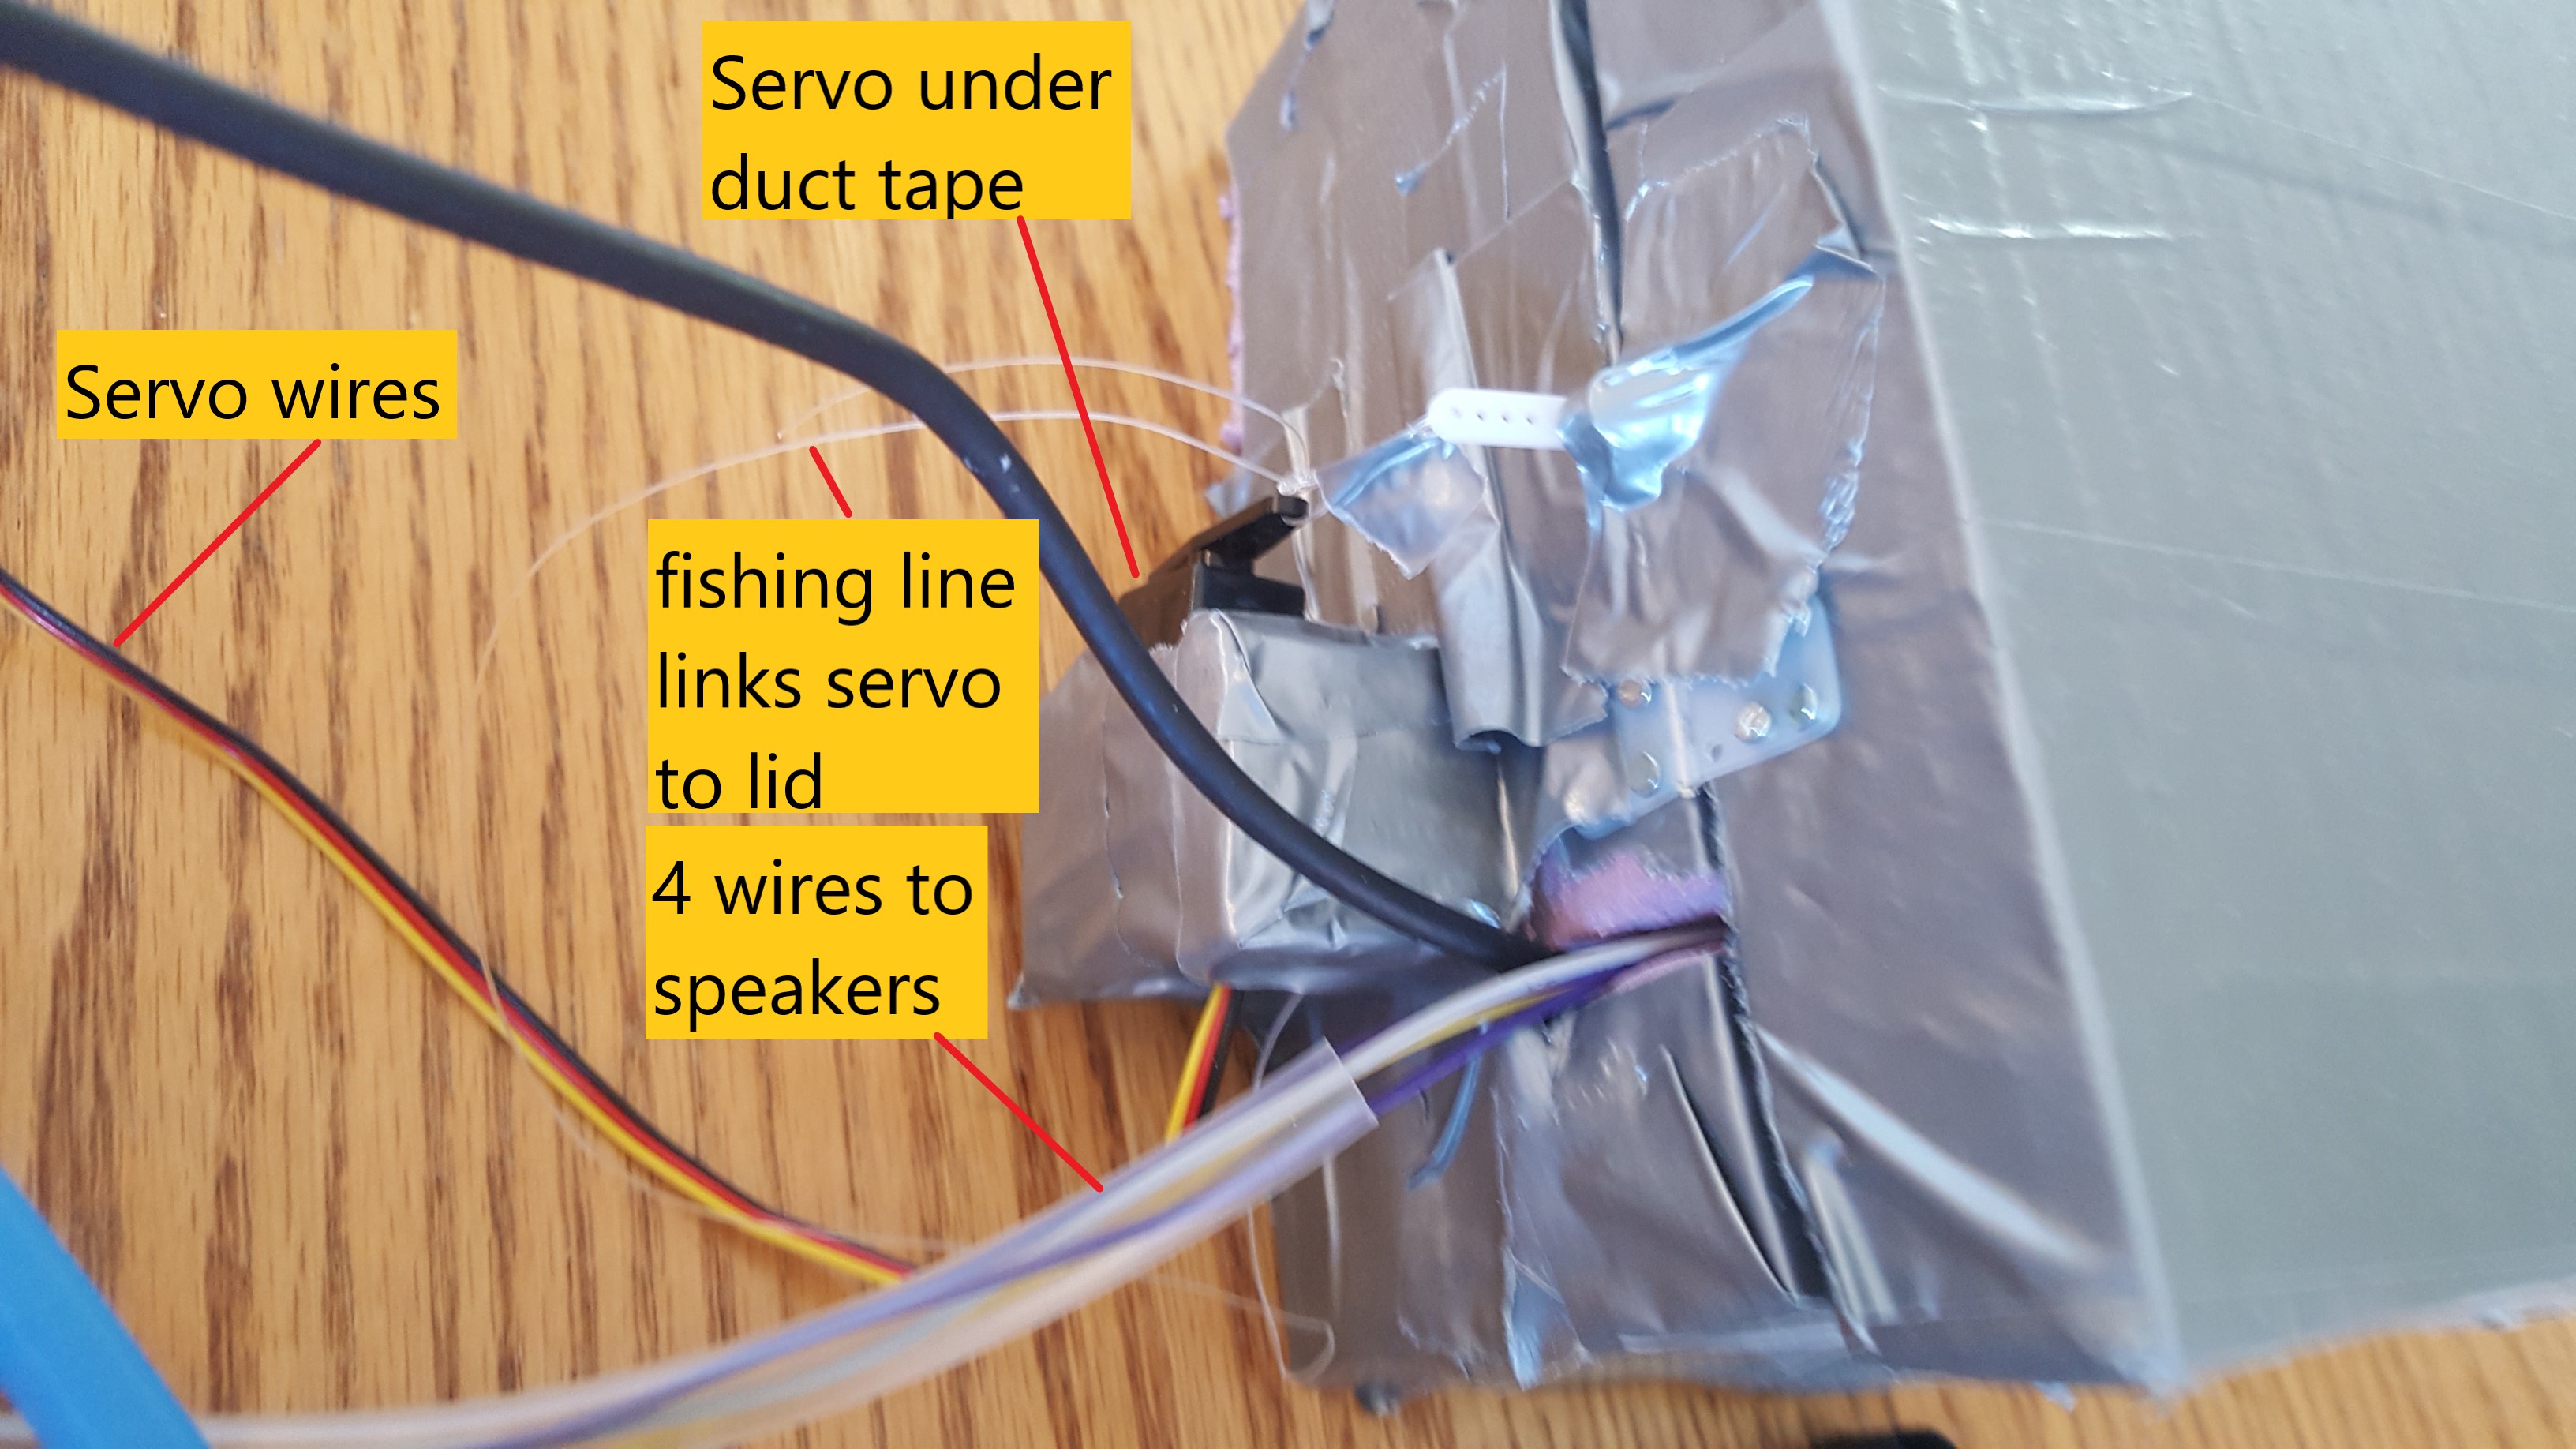 Servo under
duct tape
Servo wires
fishing line
links servo
to lid
4 wires to
speakers